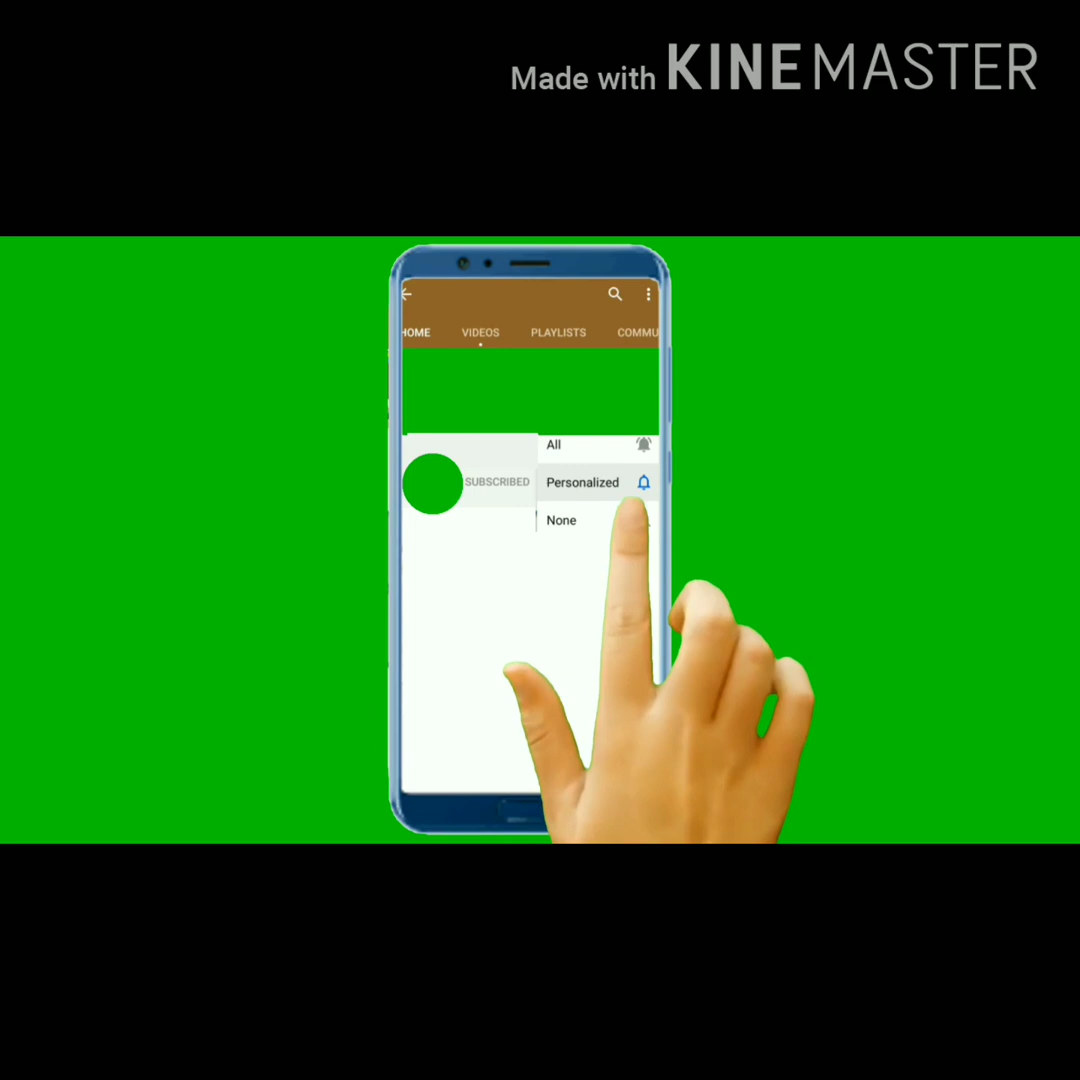 Made with KINEMASTER
HOME VIDEOS PLAYLISTS COMMU
All
SUBSCRIBED Personalized
None